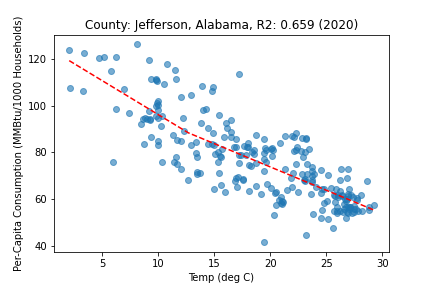 County: Jefferson, Alabama, R2: 0.659 (2020)
Per-Capita Consumption (MMBtu/1000 Households)
120
100
80
60
40
5 10 15 20 25 30
Temp (deg C)